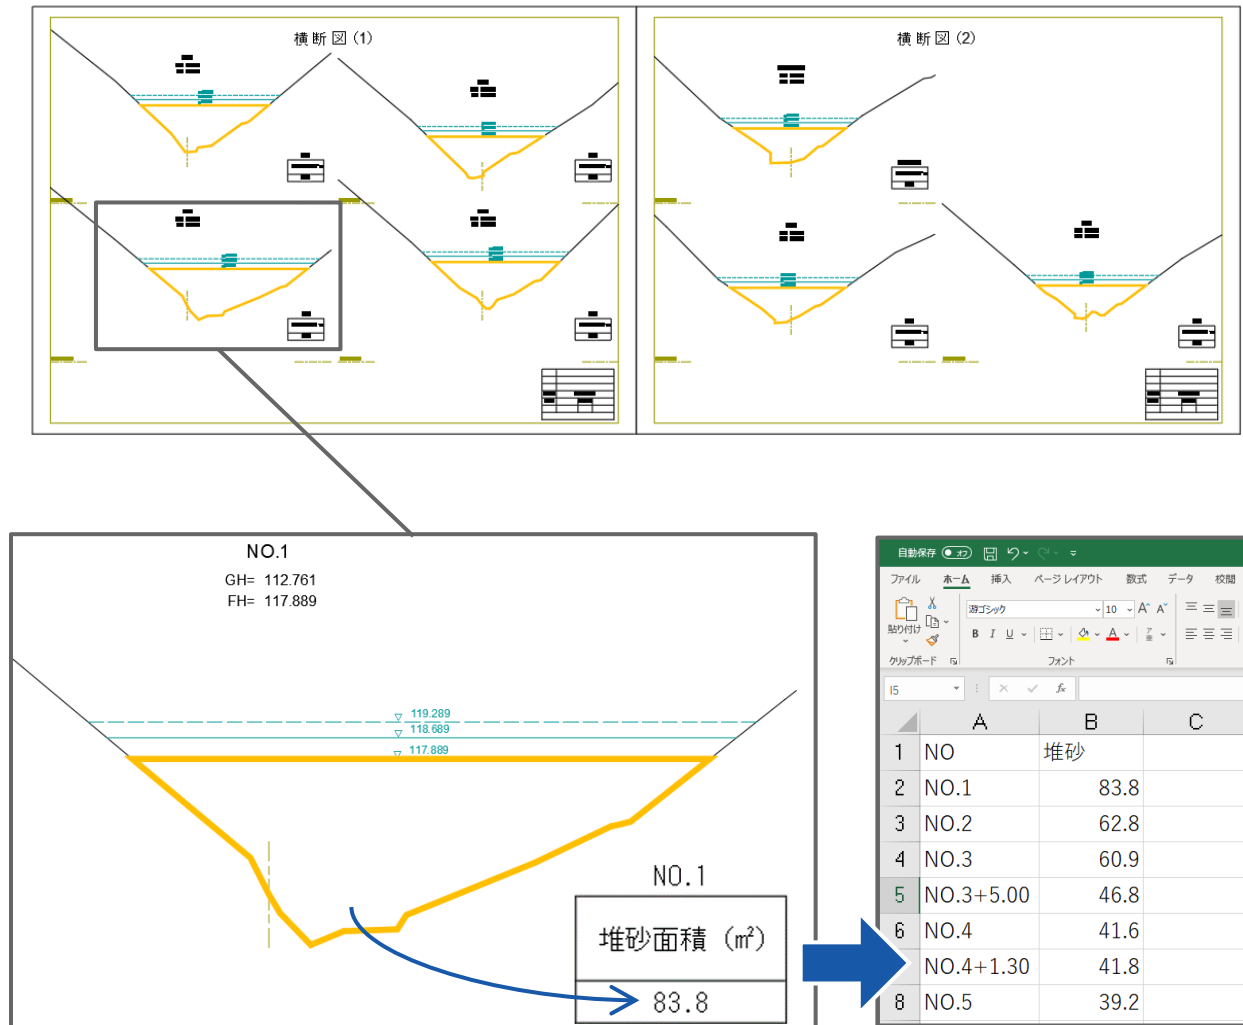 横断図(1)
横断図(2)
NO.1
GH= 112.761
FH= 117.889
119.289
118.689
117.889
NO.1
堆砂面積 (㎡)
83.8
自動保存 オフ
ファイル ホーム 挿入 ページ レイアウト 数式 データ 校閲
貼り付け
游ゴシック 10 A^ A˅
B I U A
クリップボード フォント
I5 fx
A B C
1 NO 堆砂
2 NO.1 83.8
3 NO.2 62.8
4 NO.3 60.9
5 NO.3+5.00 46.8
6 NO.4 41.6
NO.4+1.30 41.8
8 NO.5 39.2